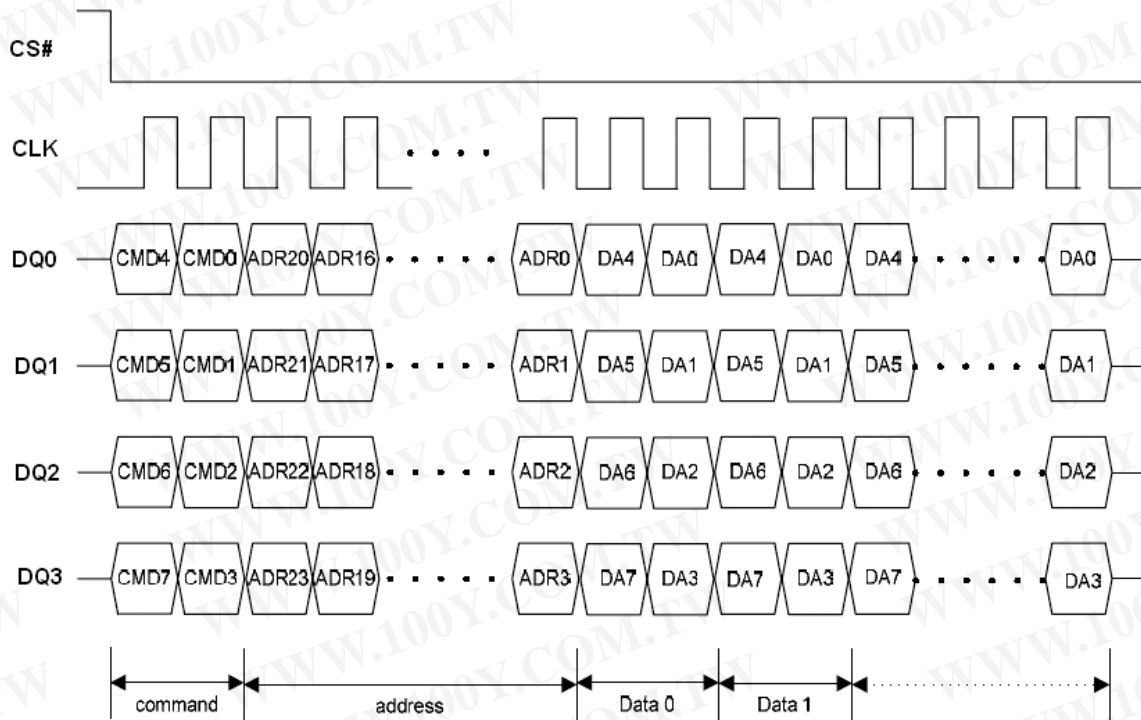 CS#
CLK
DQ0 CMD4 CMD0 ADR20 ADR16 ADR0 DA4 DA0 DA4 DA0 DA4 DA0
DQ1 CMD5 CMD1 ADR21 ADR17 ADR1 DA5 DA1 DA5 DA1 DA5 DA1
DQ2 CMD6 CMD2 ADR22 ADR18 ADR2 DA6 DA2 DA6 DA2 DA6 DA2
DQ3 CMD7 CMD3 ADR23 ADR19 ADR3 DA7 DA3 DA7 DA3 DA7 DA3
command address Data 0 Data 1
WWW.100Y.COM.TW